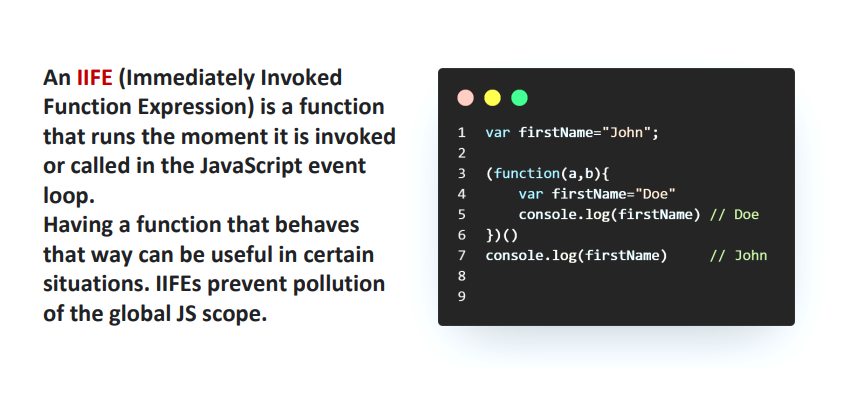 An IIFE (Immediately Invoked
Function Expression) is a function
that runs the moment it is invoked
or called in the JavaScript event
loop.
Having a function that behaves
that way can be useful in certain
situations. IIFEs prevent pollution
of the global JS scope.
1 var firstName="John";
2
3 (function(a,b){
4     var firstName="Doe"
5     console.log(firstName) // Doe
6 })()
7 console.log(firstName)     // John
8
9